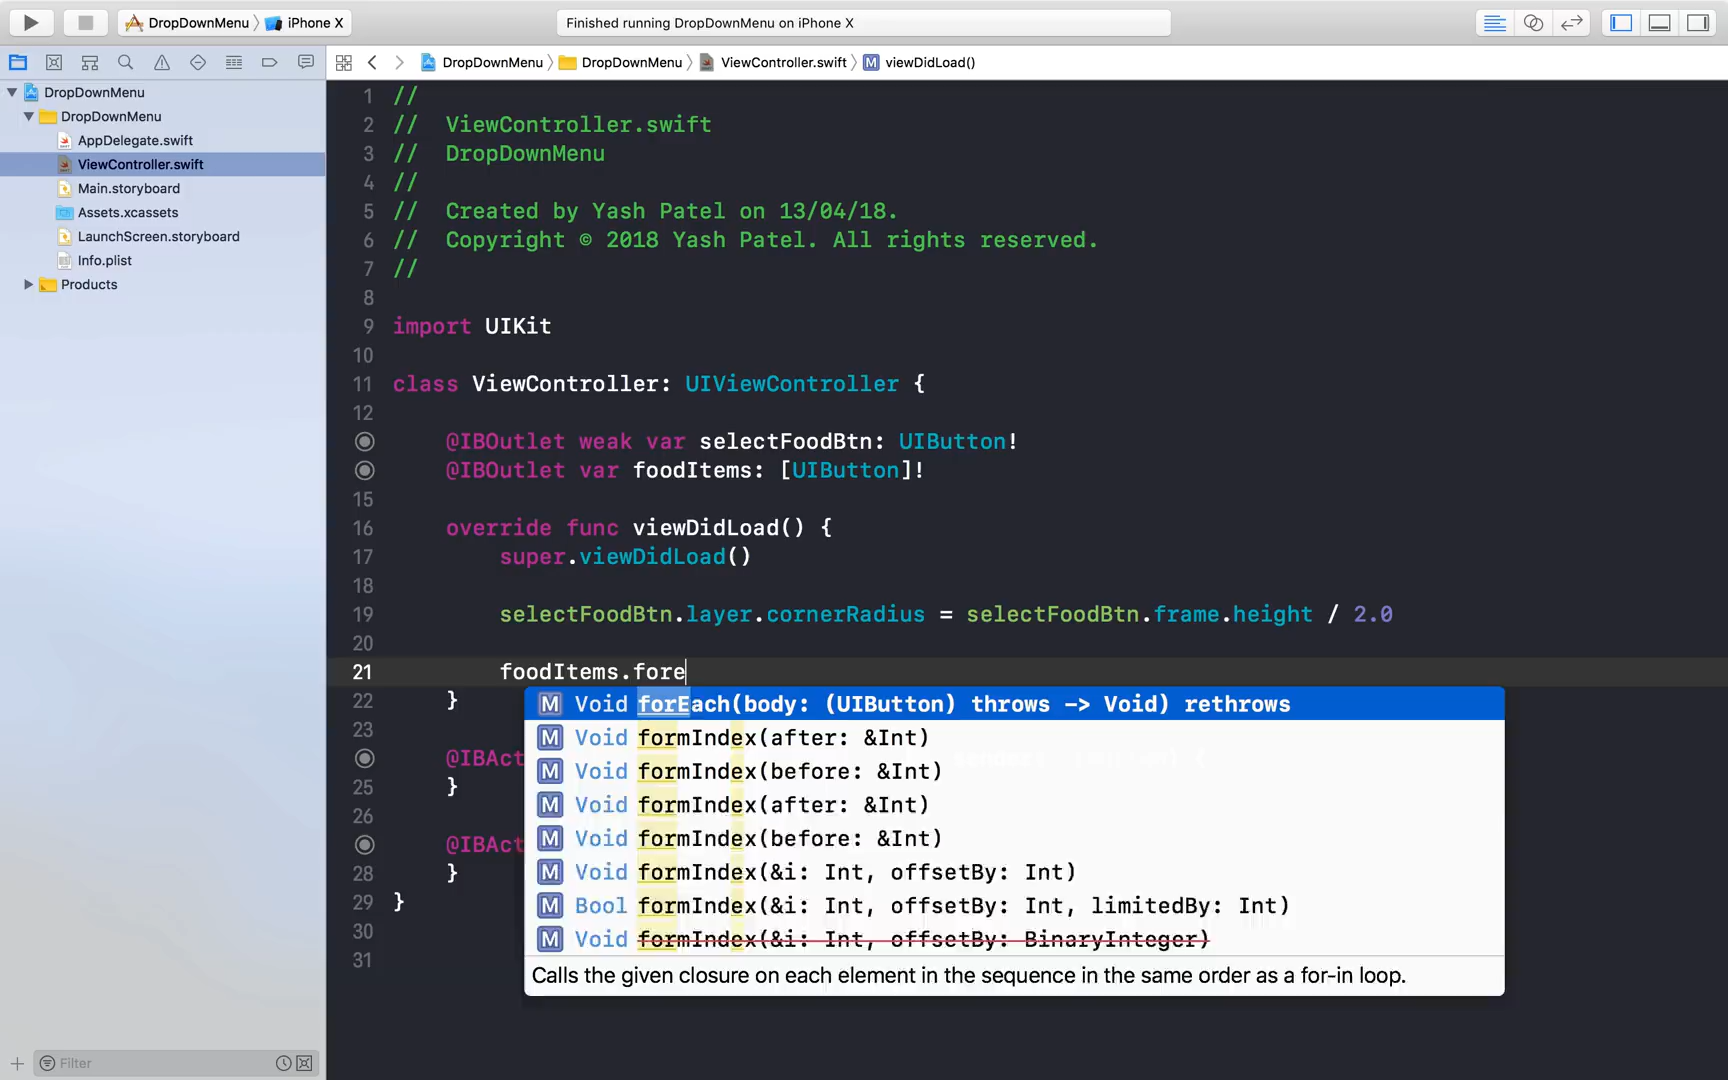 DropDownMenu
iPhone X
Finished running DropDownMenu on iPhone X
DropDownMenu
DropDownMenu
ViewController.swift
M viewDidLoad()
DropDownMenu
DropDownMenu
AppDelegate.swift
ViewController.swift
Main.storyboard
Assets.xcassets
LaunchScreen.storyboard
Info.plist
Products
Filter
1 //
2 //  ViewController.swift
3 //  DropDownMenu
4 //
5 //  Created by Yash Patel on 13/04/18.
6 //  Copyright © 2018 Yash Patel. All rights reserved.
7 //
8
9 import UIKit
10
11 class ViewController: UIViewController {
12
@IBOutlet weak var selectFoodBtn: UIButton!
@IBOutlet var foodItems: [UIButton]!
15
16 override func viewDidLoad() {
17 super.viewDidLoad()
18
19 selectFoodBtn.layer.cornerRadius = selectFoodBtn.frame.height / 2.0
20
21 foodItems.fore
22 }
23
@IBAct
25 }
26
@IBAct
28 }
29 }
30
31
M Void forEach(body: (UIButton) throws -> Void) rethrows
M Void formIndex(after: &Int)
M Void formIndex(before: &Int)
M Void formIndex(after: &Int)
M Void formIndex(before: &Int)
M Void formIndex(&i: Int, offsetBy: Int)
M Bool formIndex(&i: Int, offsetBy: Int, limitedBy: Int)
M Void formIndex(&i: Int, offsetBy: BinaryInteger)
Calls the given closure on each element in the sequence in the same order as a for-in loop.